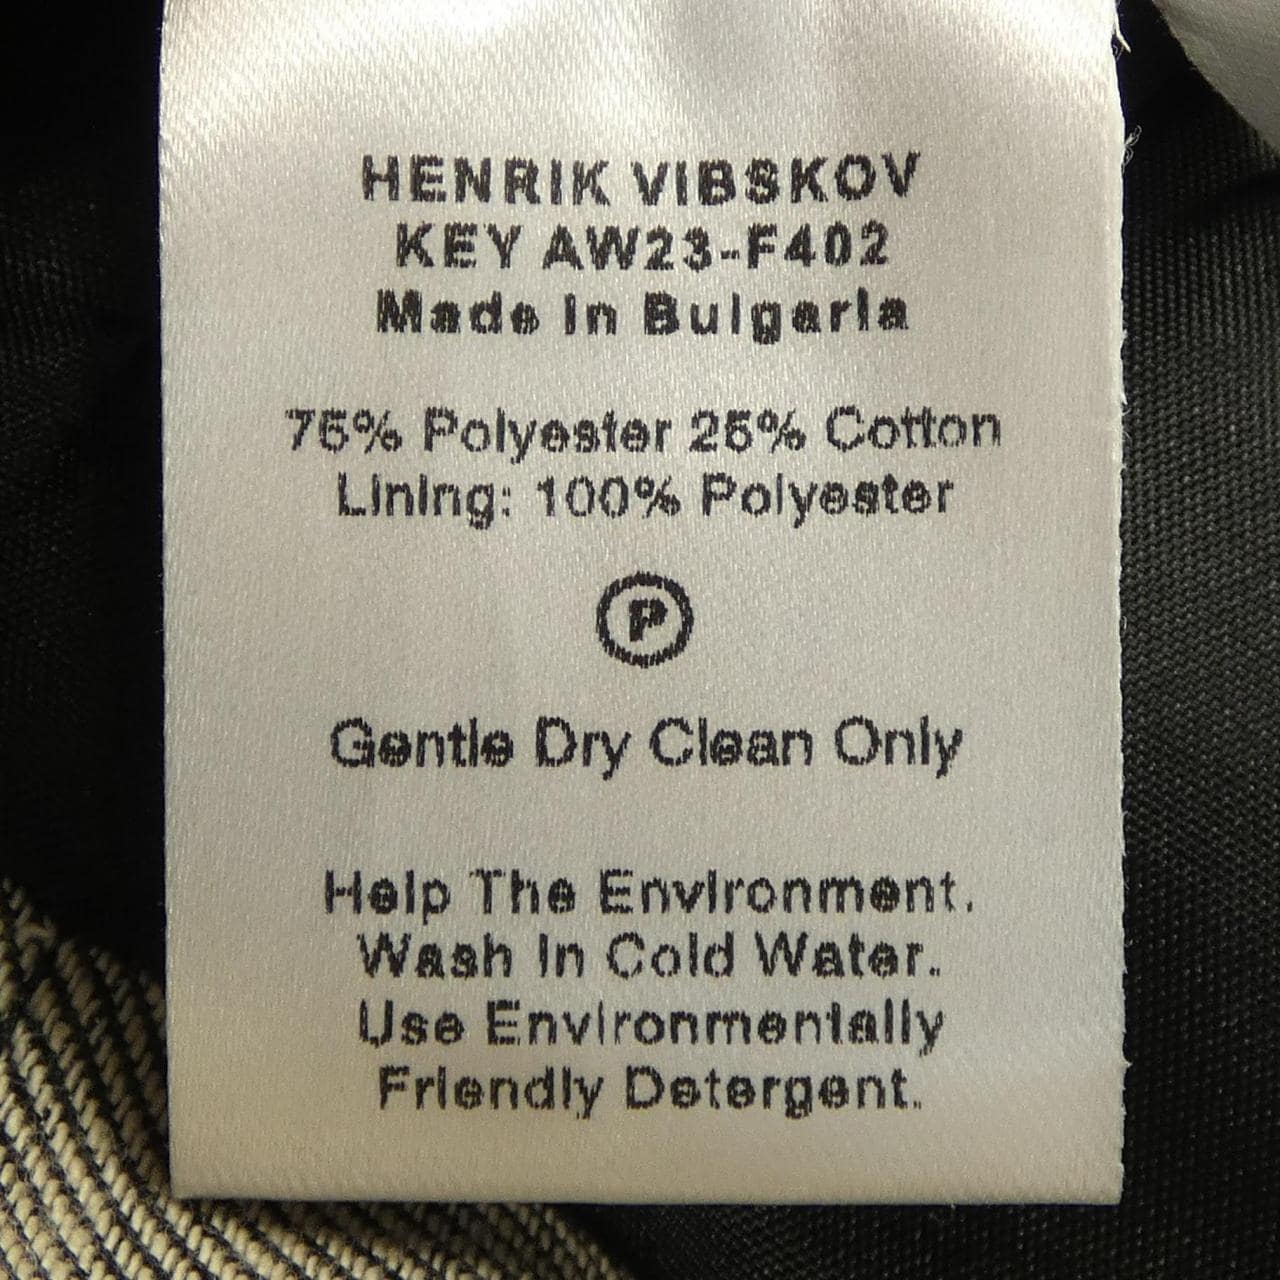 HENRIK VIBSKOV
KEY AW23-F402
Made In Bulgaria
75% Polyester 25% Cotton
Lining: 100% Polyester
P
Gentle Dry Clean Only
Help The Environment.
Wash In Cold Water.
Use Environmentally
Friendly Detergent.